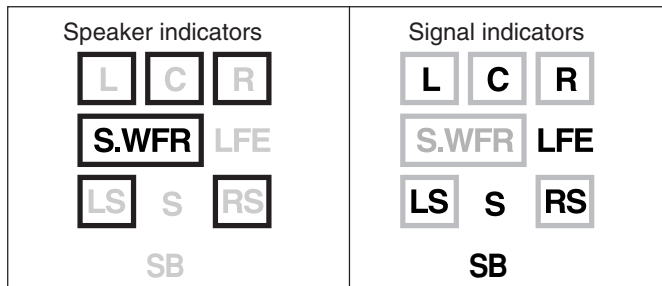 Speaker indicators
L C R
S.WFR LFE
LS S RS
SB
Signal indicators
L C R
S.WFR LFE
LS S RS
SB